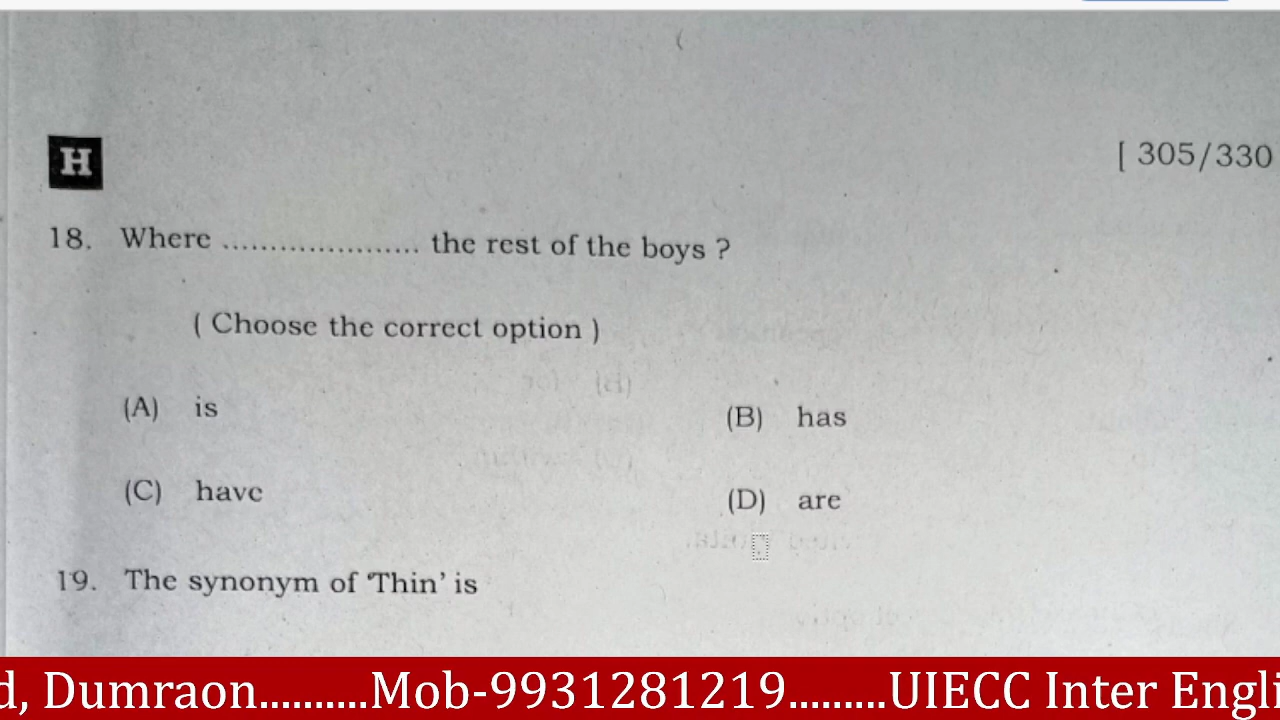 H
[ 305/330
18. Where ..................... the rest of the boys ?
( Choose the correct option )
(A) is
(B) has
(C) have
(D) are
19. The synonym of ‘Thin’ is
d, Dumraon..........Mob-9931281219.........UIECC Inter Engli